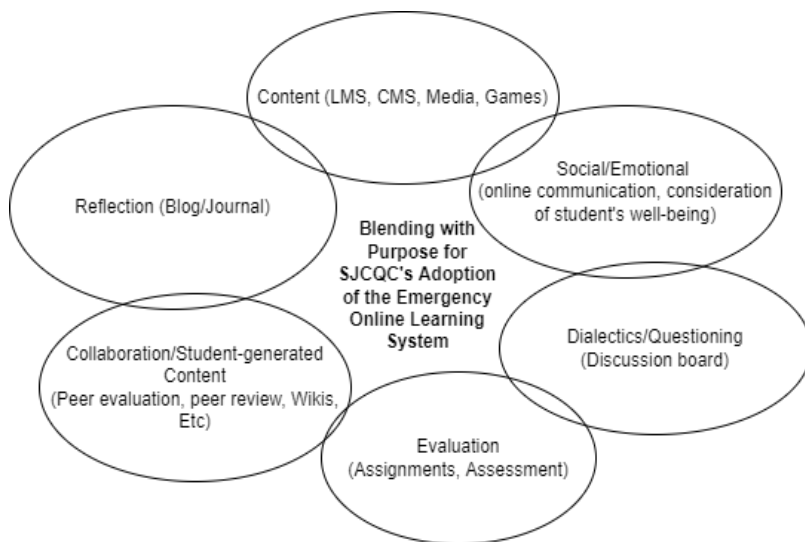 Content (LMS, CMS, Media, Games)
Social/Emotional
(online communication, consideration
of student's well-being)
Reflection (Blog/Journal)
Blending with
Purpose for
SJCQC's Adoption
of the Emergency
Online Learning
System
Dialectics/Questioning
(Discussion board)
Collaboration/Student-generated
Content
(Peer evaluation, peer review, Wikis,
Etc)
Evaluation
(Assignments, Assessment)